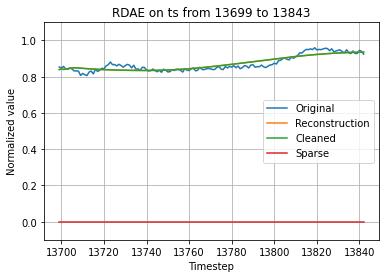 RDAE on ts from 13699 to 13843
1.0
0.8
0.6
0.4
0.2
0.0
Normalized value
Original
Reconstruction
Cleaned
Sparse
13700 13720 13740 13760 13780 13800 13820 13840
Timestep